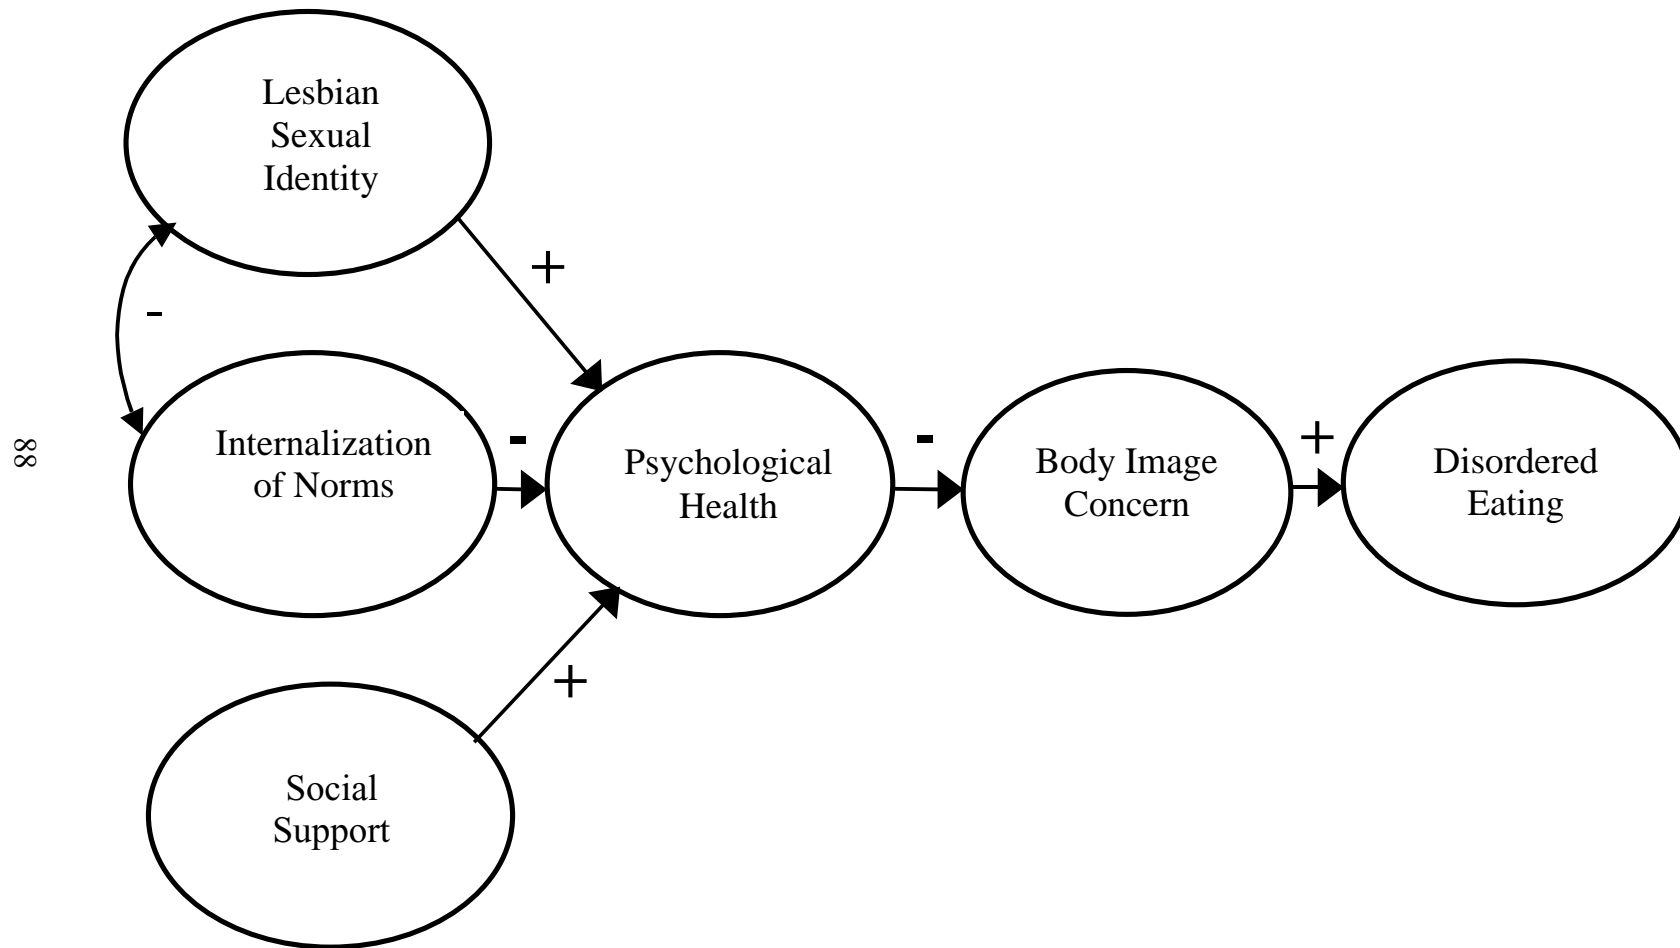 Lesbian
Sexual
Identity
+
-
Internalization
of Norms
-
Psychological
Health
-
Body Image
Concern
+
Disordered
Eating
+
Social
Support
88